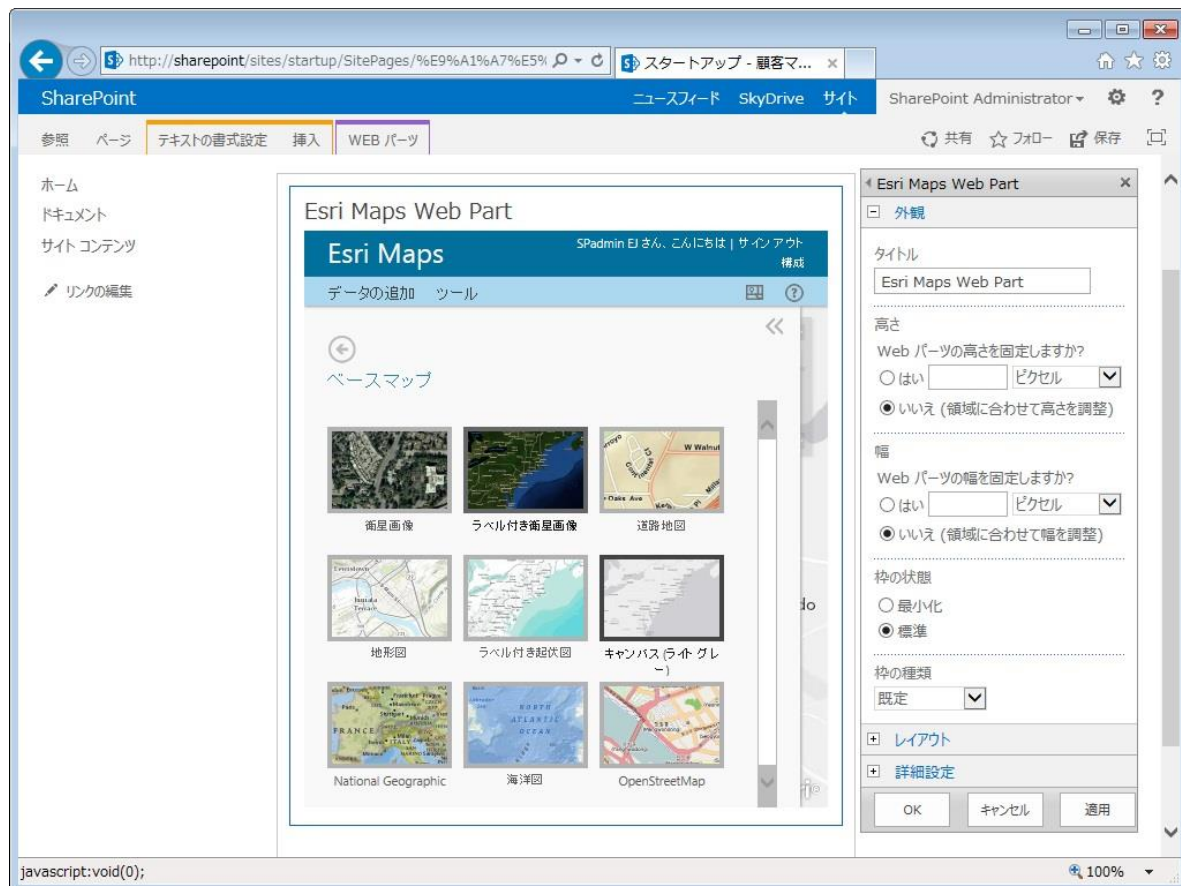 http://sharepoint/sites/startup/SitePages/%E9%A1%A7%E5%
スタートアップ - 顧客マ...
SharePoint
ニュースフィード SkyDrive サイト
SharePoint Administrator
?
参照 ページ テキストの書式設定 挿入 WEB パーツ
共有 フォロー 保存
ホーム
ドキュメント
サイト コンテンツ
リンクの編集
Esri Maps Web Part
Esri Maps
SPadmin EJ さん、こんにちは | サイン アウト
構成
データの追加 ツール
ベースマップ
W Walnut
Oaks Ave
衛星画像
ラベル付き衛星画像
道路地図
地形図
ラベル付き起伏図
キャンバス (ライト グレー)
FRANCE
ITALY
NORTH
ATLANTIC
OCEAN
National Geographic
海洋図
OpenStreetMap
do
Esri Maps Web Part
外観
タイトル
Esri Maps Web Part
高さ
Web パーツの高さを固定しますか?
はい ピクセル
いいえ (領域に合わせて高さを調整)
幅
Web パーツの幅を固定しますか?
はい ピクセル
いいえ (領域に合わせて幅を調整)
枠の状態
最小化
標準
枠の種類
既定
レイアウト
詳細設定
OK キャンセル 適用
javascript:void(0);
100%